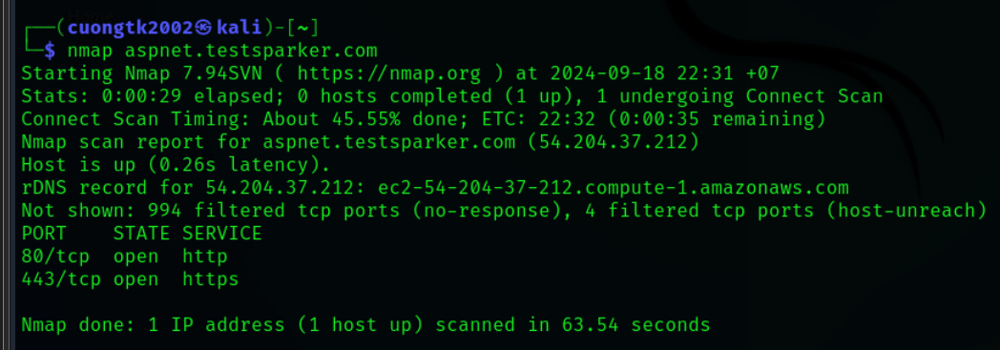 ┌──(cuongtk2002㉿kali)-[~]
└─$ nmap aspnet.testsparker.com
Starting Nmap 7.94SVN ( https://nmap.org ) at 2024-09-18 22:31 +07
Stats: 0:00:29 elapsed; 0 hosts completed (1 up), 1 undergoing Connect Scan
Connect Scan Timing: About 45.55% done; ETC: 22:32 (0:00:35 remaining)
Nmap scan report for aspnet.testsparker.com (54.204.37.212)
Host is up (0.26s latency).
rDNS record for 54.204.37.212: ec2-54-204-37-212.compute-1.amazonaws.com
Not shown: 994 filtered tcp ports (no-response), 4 filtered tcp ports (host-unreach)
PORT    STATE SERVICE
80/tcp  open  http
443/tcp open  https
Nmap done: 1 IP address (1 host up) scanned in 63.54 seconds